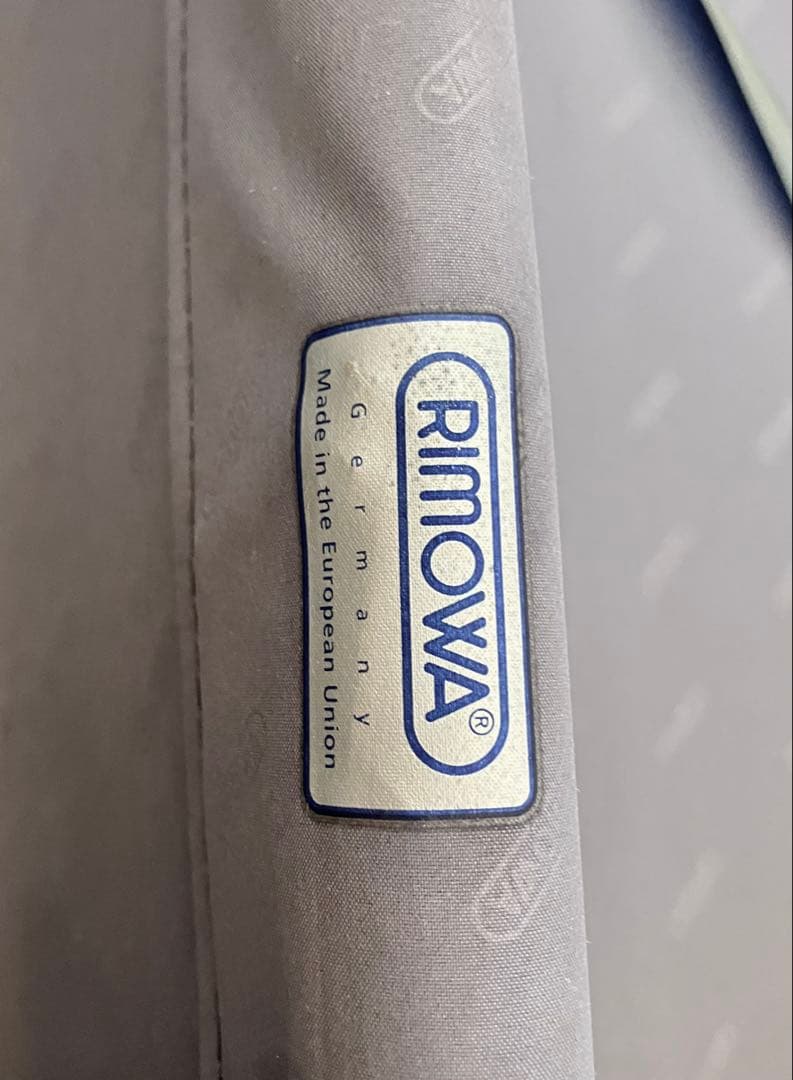 RIMOWA®
Germany
Made in the European Union